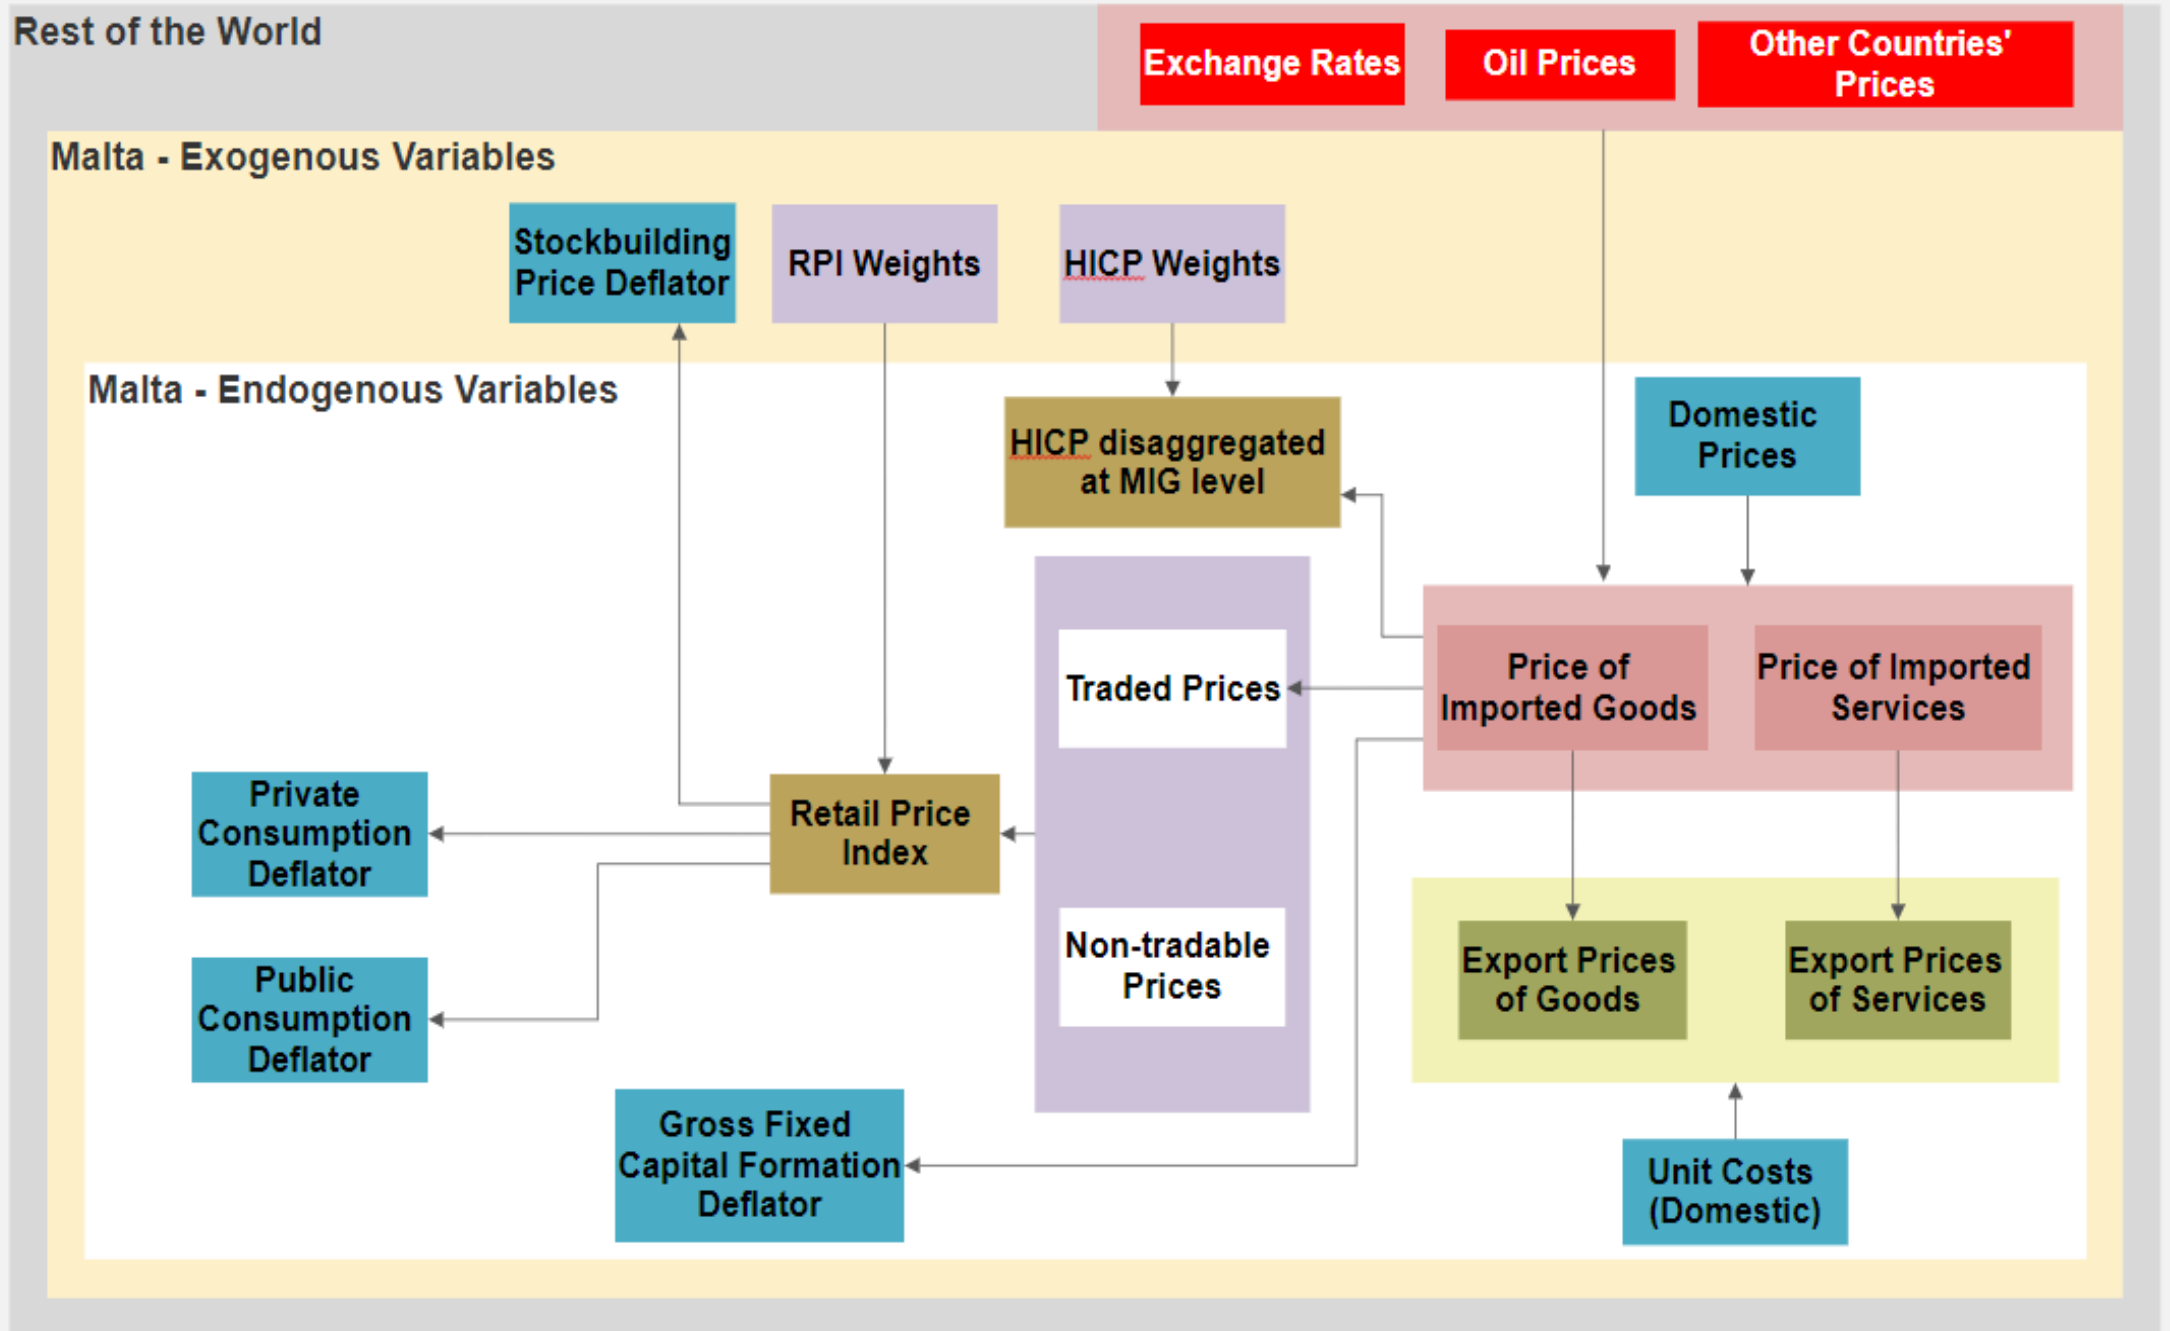 Rest of the World
Exchange Rates
Oil Prices
Other Countries'
Prices
Malta - Exogenous Variables
Stockbuilding
Price Deflator
RPI Weights
HICP Weights
Malta - Endogenous Variables
HICP disaggregated
at MIG level
Domestic
Prices
Traded Prices
Price of
Imported Goods
Price of Imported
Services
Private
Consumption
Deflator
Retail Price
Index
Non-tradable
Prices
Export Prices
of Goods
Export Prices
of Services
Public
Consumption
Deflator
Gross Fixed
Capital Formation
Deflator
Unit Costs
(Domestic)